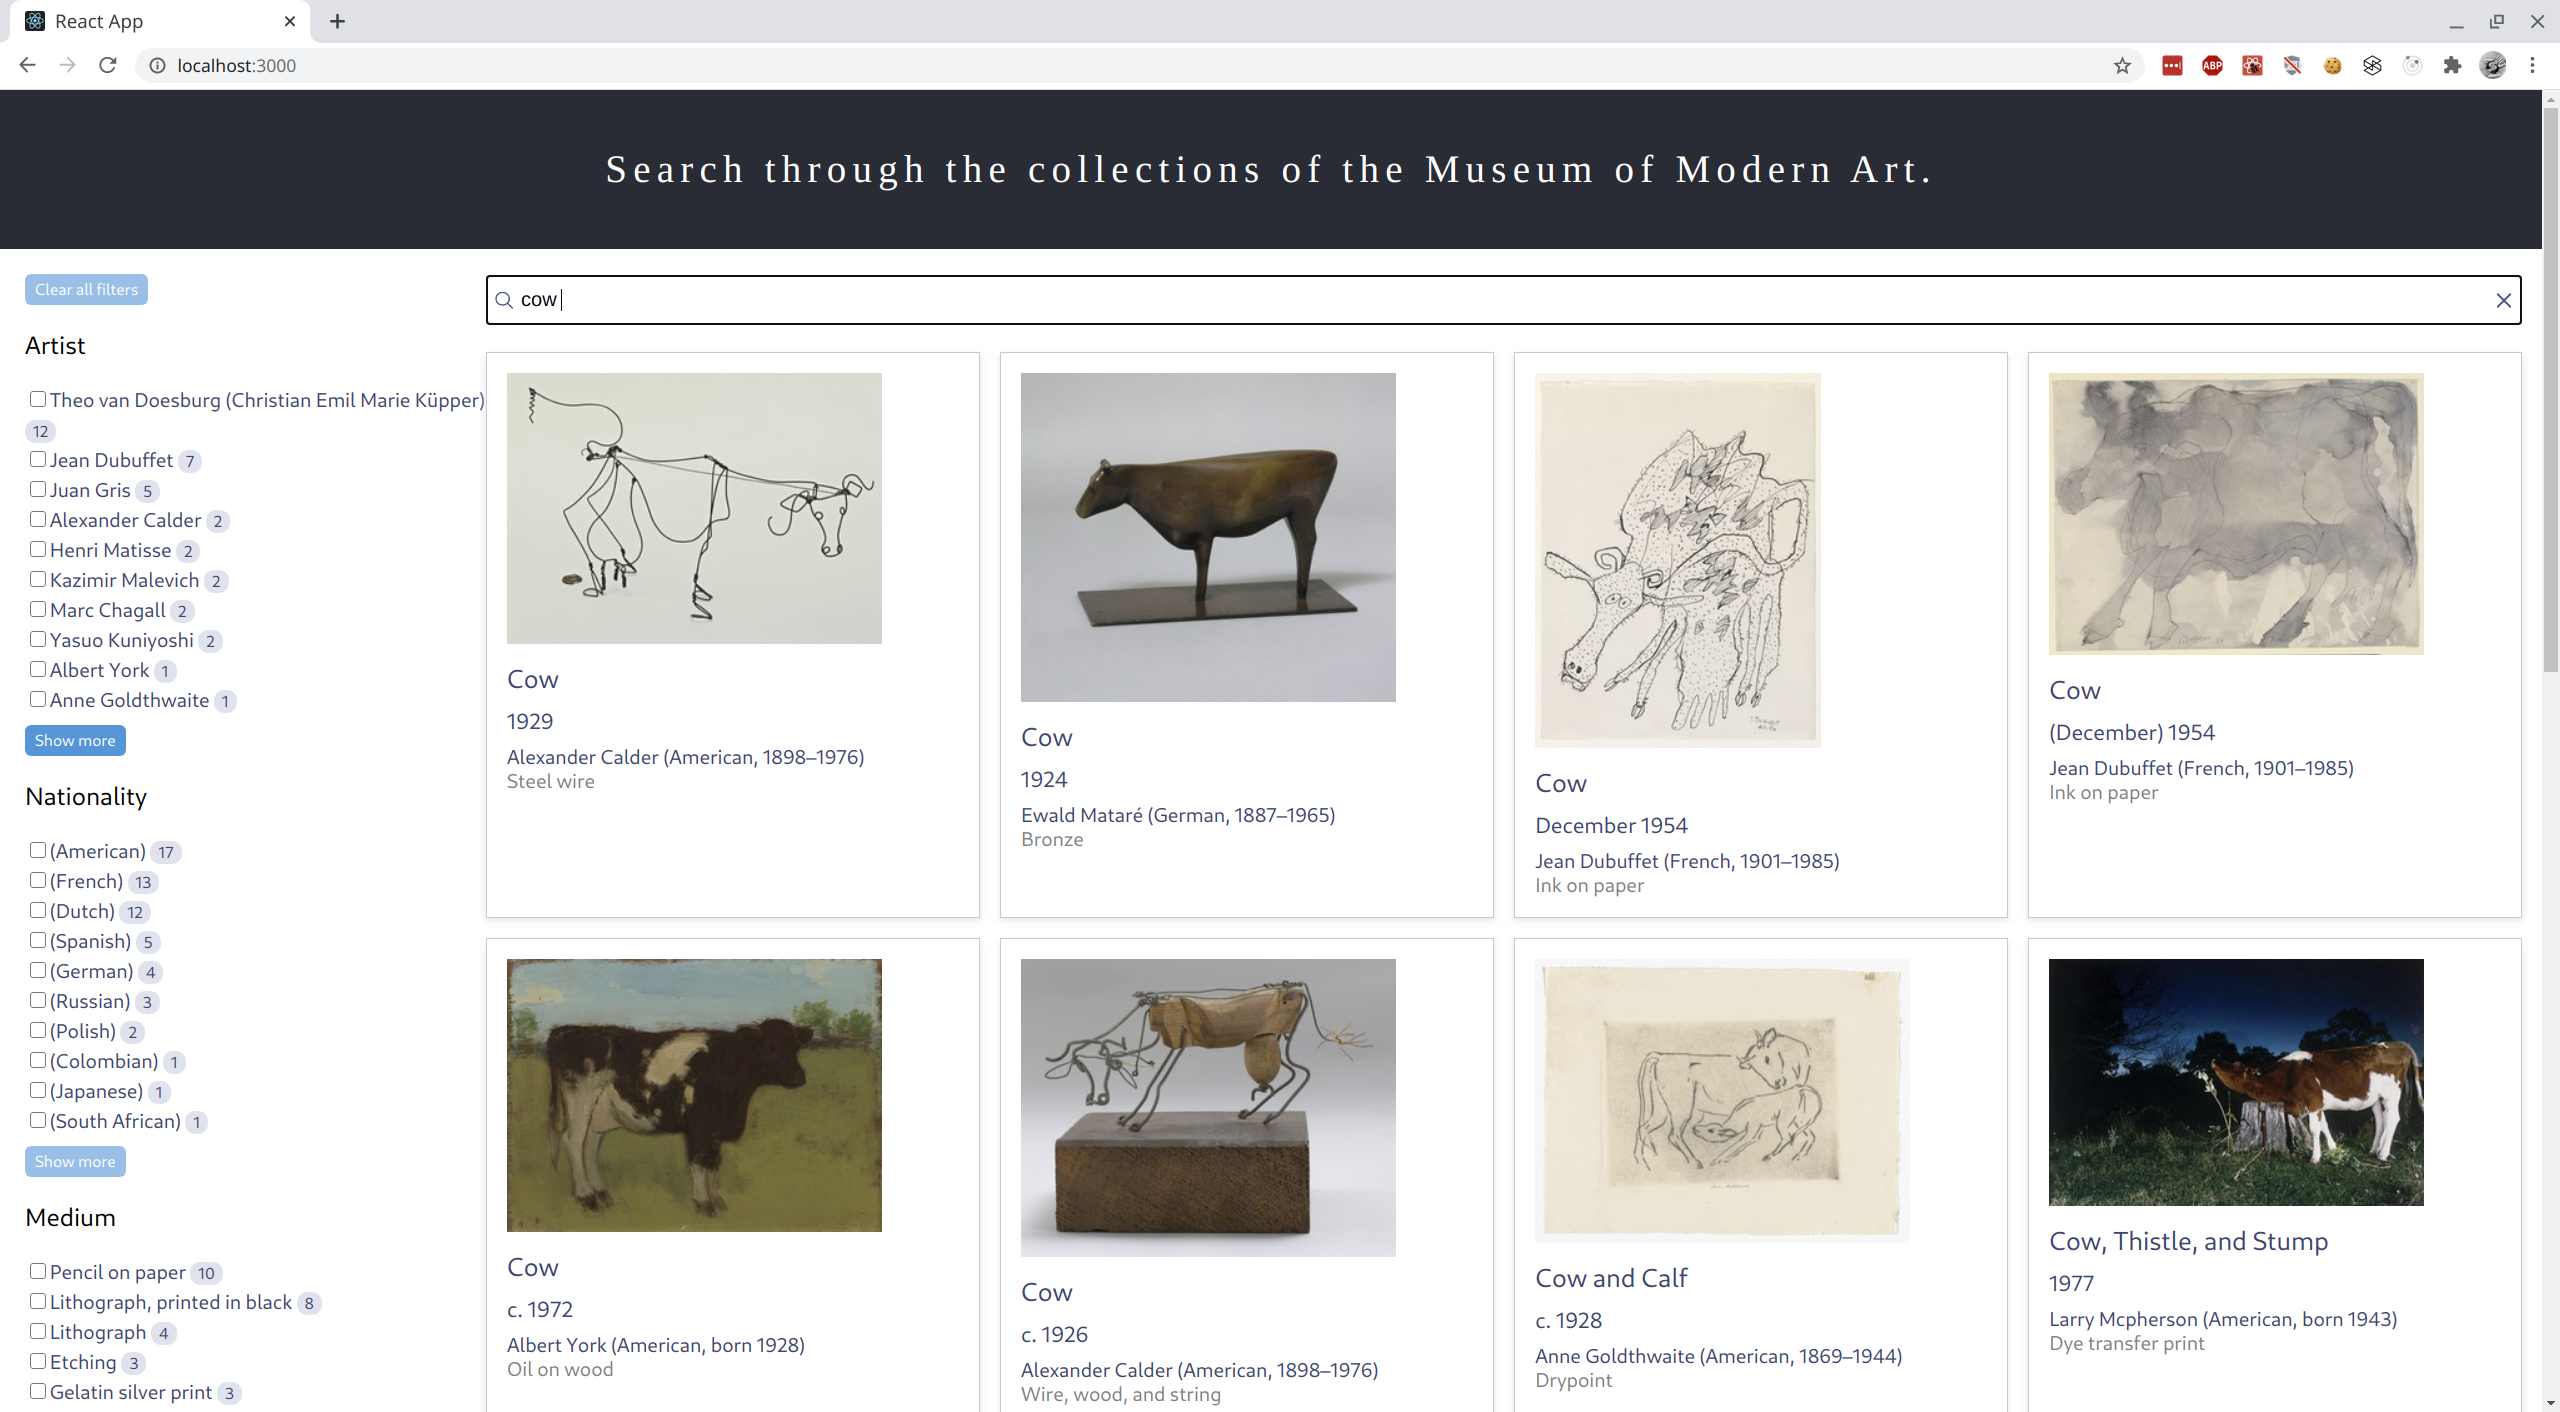 React App
localhost:3000
ABP
Search through the collections of the Museum of Modern Art.
Clear all filters
cow
Artist
Theo van Doesburg (Christian Emil Marie Küpper)
12
Jean Dubuffet 7
Juan Gris 5
Alexander Calder 2
Henri Matisse 2
Kazimir Malevich 2
Marc Chagall 2
Yasuo Kuniyoshi 2
Albert York 1
Anne Goldthwaite 1
Show more
Nationality
(American) 17
(French) 13
(Dutch) 12
(Spanish) 5
(German) 4
(Russian) 3
(Polish) 2
(Colombian) 1
(Japanese) 1
(South African) 1
Show more
Medium
Pencil on paper 10
Lithograph, printed in black 8
Lithograph 4
Etching 3
Gelatin silver print 3
Cow
1929
Alexander Calder (American, 1898–1976)
Steel wire
Cow
1924
Ewald Mataré (German, 1887–1965)
Bronze
Cow
December 1954
Jean Dubuffet (French, 1901–1985)
Ink on paper
Cow
(December) 1954
Jean Dubuffet (French, 1901–1985)
Ink on paper
Cow
c. 1972
Albert York (American, born 1928)
Oil on wood
Cow
c. 1926
Alexander Calder (American, 1898–1976)
Wire, wood, and string
Cow and Calf
c. 1928
Anne Goldthwaite (American, 1869–1944)
Drypoint
Cow, Thistle, and Stump
1977
Larry Mcpherson (American, born 1943)
Dye transfer print